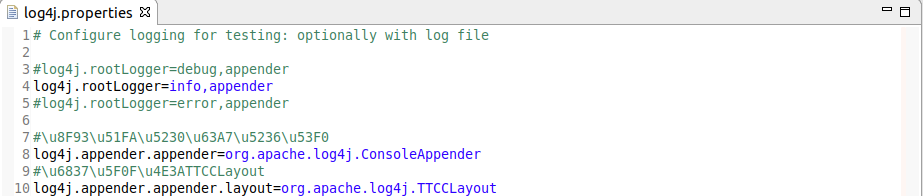 log4j.properties
1 # Configure logging for testing: optionally with log file
2
3 #log4j.rootLogger=debug,appender
4 log4j.rootLogger=info,appender
5 #log4j.rootLogger=error,appender
6
7 #\u8F93\u51FA\u5230\u63A7\u5236\u53F0
8 log4j.appender.appender=org.apache.log4j.ConsoleAppender
9 #\u6837\u5F0F\u4E3ATTCCLayout
10 log4j.appender.appender.layout=org.apache.log4j.TTCCLayout